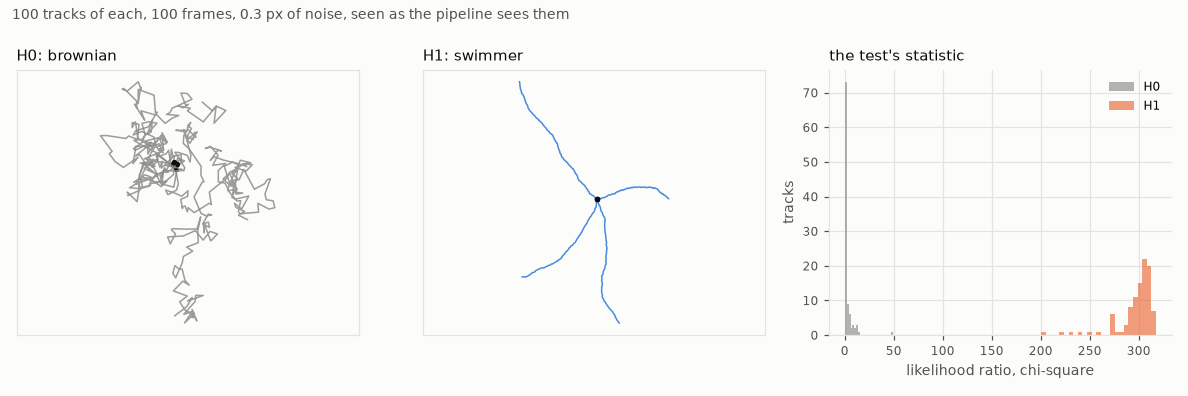 100 tracks of each, 100 frames, 0.3 px of noise, seen as the pipeline sees them
H0: brownian
H1: swimmer
the test's statistic
H0
H1
tracks
70
60
50
40
30
20
10
0
0 50 100 150 200 250 300
likelihood ratio, chi-square